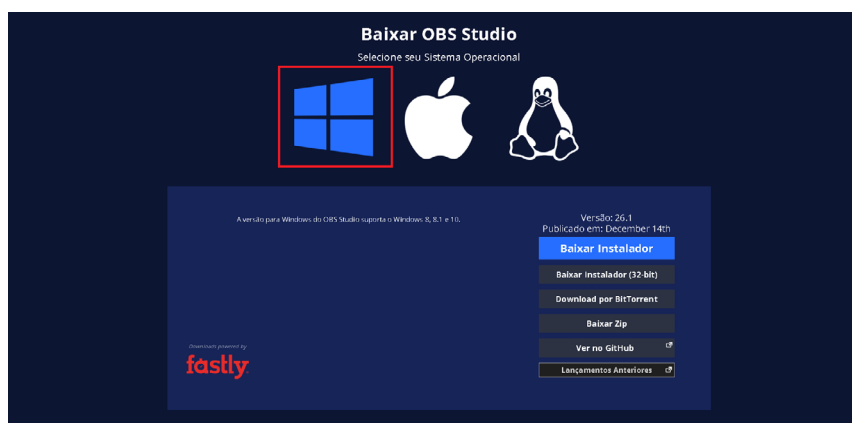 Baixar OBS Studio
Selecione seu Sistema Operacional
A versão para Windows do OBS Studio suporta o Windows 8, 8.1 e 10.
Versão: 26.1
Publicado em: December 14th
Baixar Instalador
Baixar Instalador (32-bit)
Download por BitTorrent
Baixar Zip
Ver no GitHub
Lançamentos Anteriores
Downloads powered by
fastly